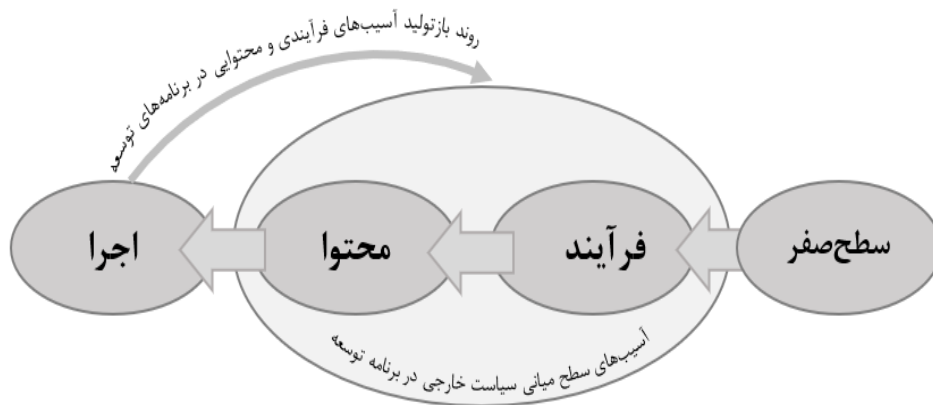 روند بازتولید آسیب‌های فرآیندی و محتوایی در برنامه‌های توسعه
سطح‌صفر
فرآیند
محتوا
اجرا
آسیب‌های سطح میانی سیاست خارجی در برنامه توسعه